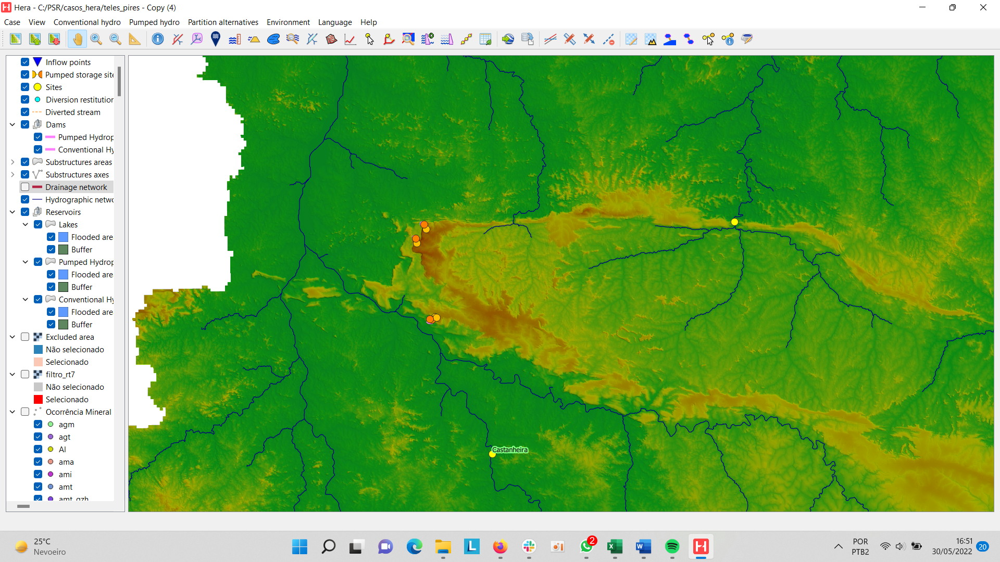 Hera - C:/PSR/casos_hera/teles_pires - Copy (4)
Case View Conventional hydro Pumped hydro Partition alternatives Environment Language Help
Inflow points
Pumped storage site
Sites
Diversion restitution
Diverted stream
Dams
Pumped Hydrop
Conventional Hy
Substructures areas
Substructures axes
Drainage network
Hydrographic netwo
Reservoirs
Lakes
Flooded are
Buffer
Pumped Hydrop
Flooded are
Buffer
Conventional Hy
Flooded are
Buffer
Excluded area
Não selecionado
Selecionado
filtro_rt7
Não selecionado
Selecionado
Ocorrência Mineral
agm
agt
Al
ama
ami
amt
amt_gzh
Castanheira
25°C
Nevoeiro
2
POR
PTB2
16:51
30/05/2022
20